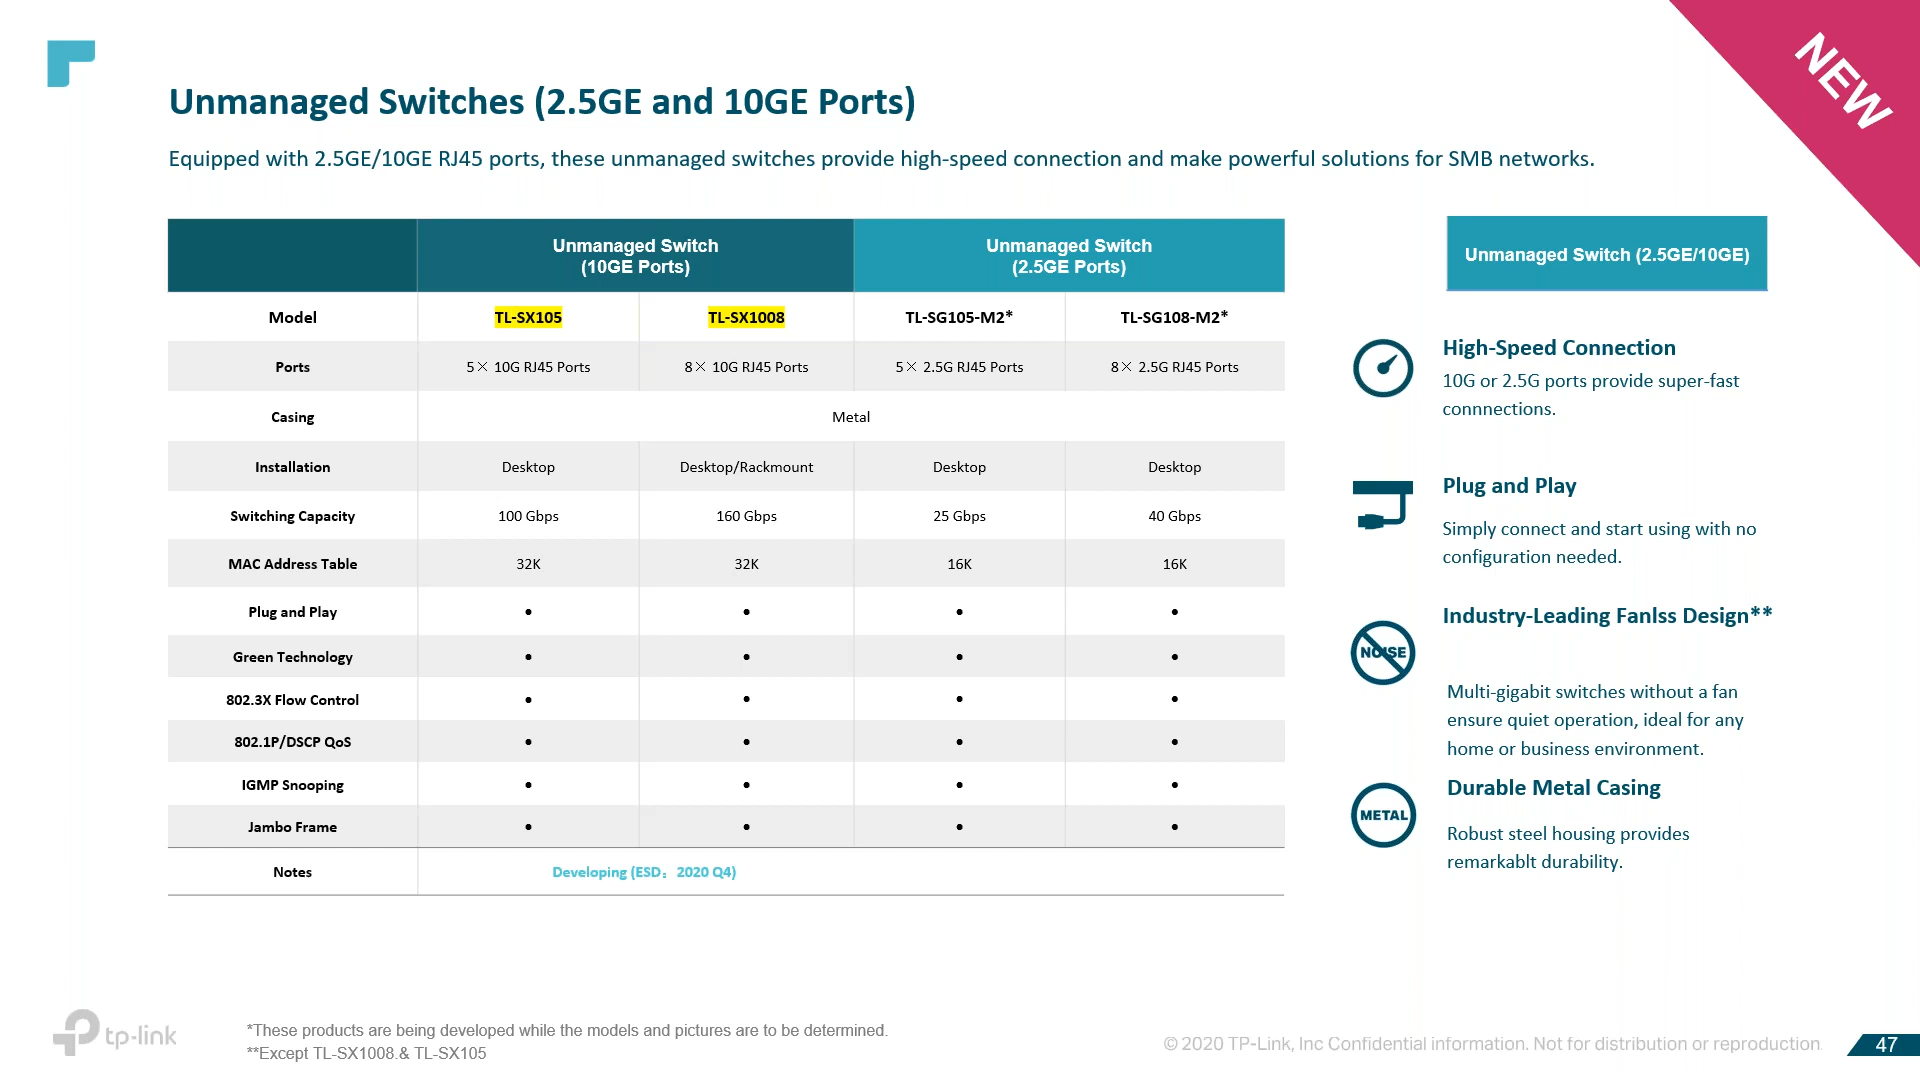 NEW
Unmanaged Switches (2.5GE and 10GE Ports)
Equipped with 2.5GE/10GE RJ45 ports, these unmanaged switches provide high-speed connection and make powerful solutions for SMB networks.
Unmanaged Switch (10GE Ports) Unmanaged Switch (2.5GE Ports)
Model TL-SX105 TL-SX1008 TL-SG105-M2* TL-SG108-M2*
Ports 5× 10G RJ45 Ports 8× 10G RJ45 Ports 5× 2.5G RJ45 Ports 8× 2.5G RJ45 Ports
Casing Metal
Installation Desktop Desktop/Rackmount Desktop Desktop
Switching Capacity 100 Gbps 160 Gbps 25 Gbps 40 Gbps
MAC Address Table 32K 32K 16K 16K
Plug and Play • • • •
Green Technology • • • •
802.3X Flow Control • • • •
802.1P/DSCP QoS • • • •
IGMP Snooping • • • •
Jambo Frame • • • •
Notes Developing (ESD：2020 Q4)
Unmanaged Switch (2.5GE/10GE)
High-Speed Connection
10G or 2.5G ports provide super-fast
connnections.
Plug and Play
Simply connect and start using with no
configuration needed.
Industry-Leading Fanlss Design**
NOISE
Multi-gigabit switches without a fan
ensure quiet operation, ideal for any
home or business environment.
Durable Metal Casing
METAL
Robust steel housing provides
remarkablt durability.
tp-link
*These products are being developed while the models and pictures are to be determined.
**Except TL-SX1008 & TL-SX105
© 2020 TP-Link, Inc Confidential information. Not for distribution or reproduction.
47